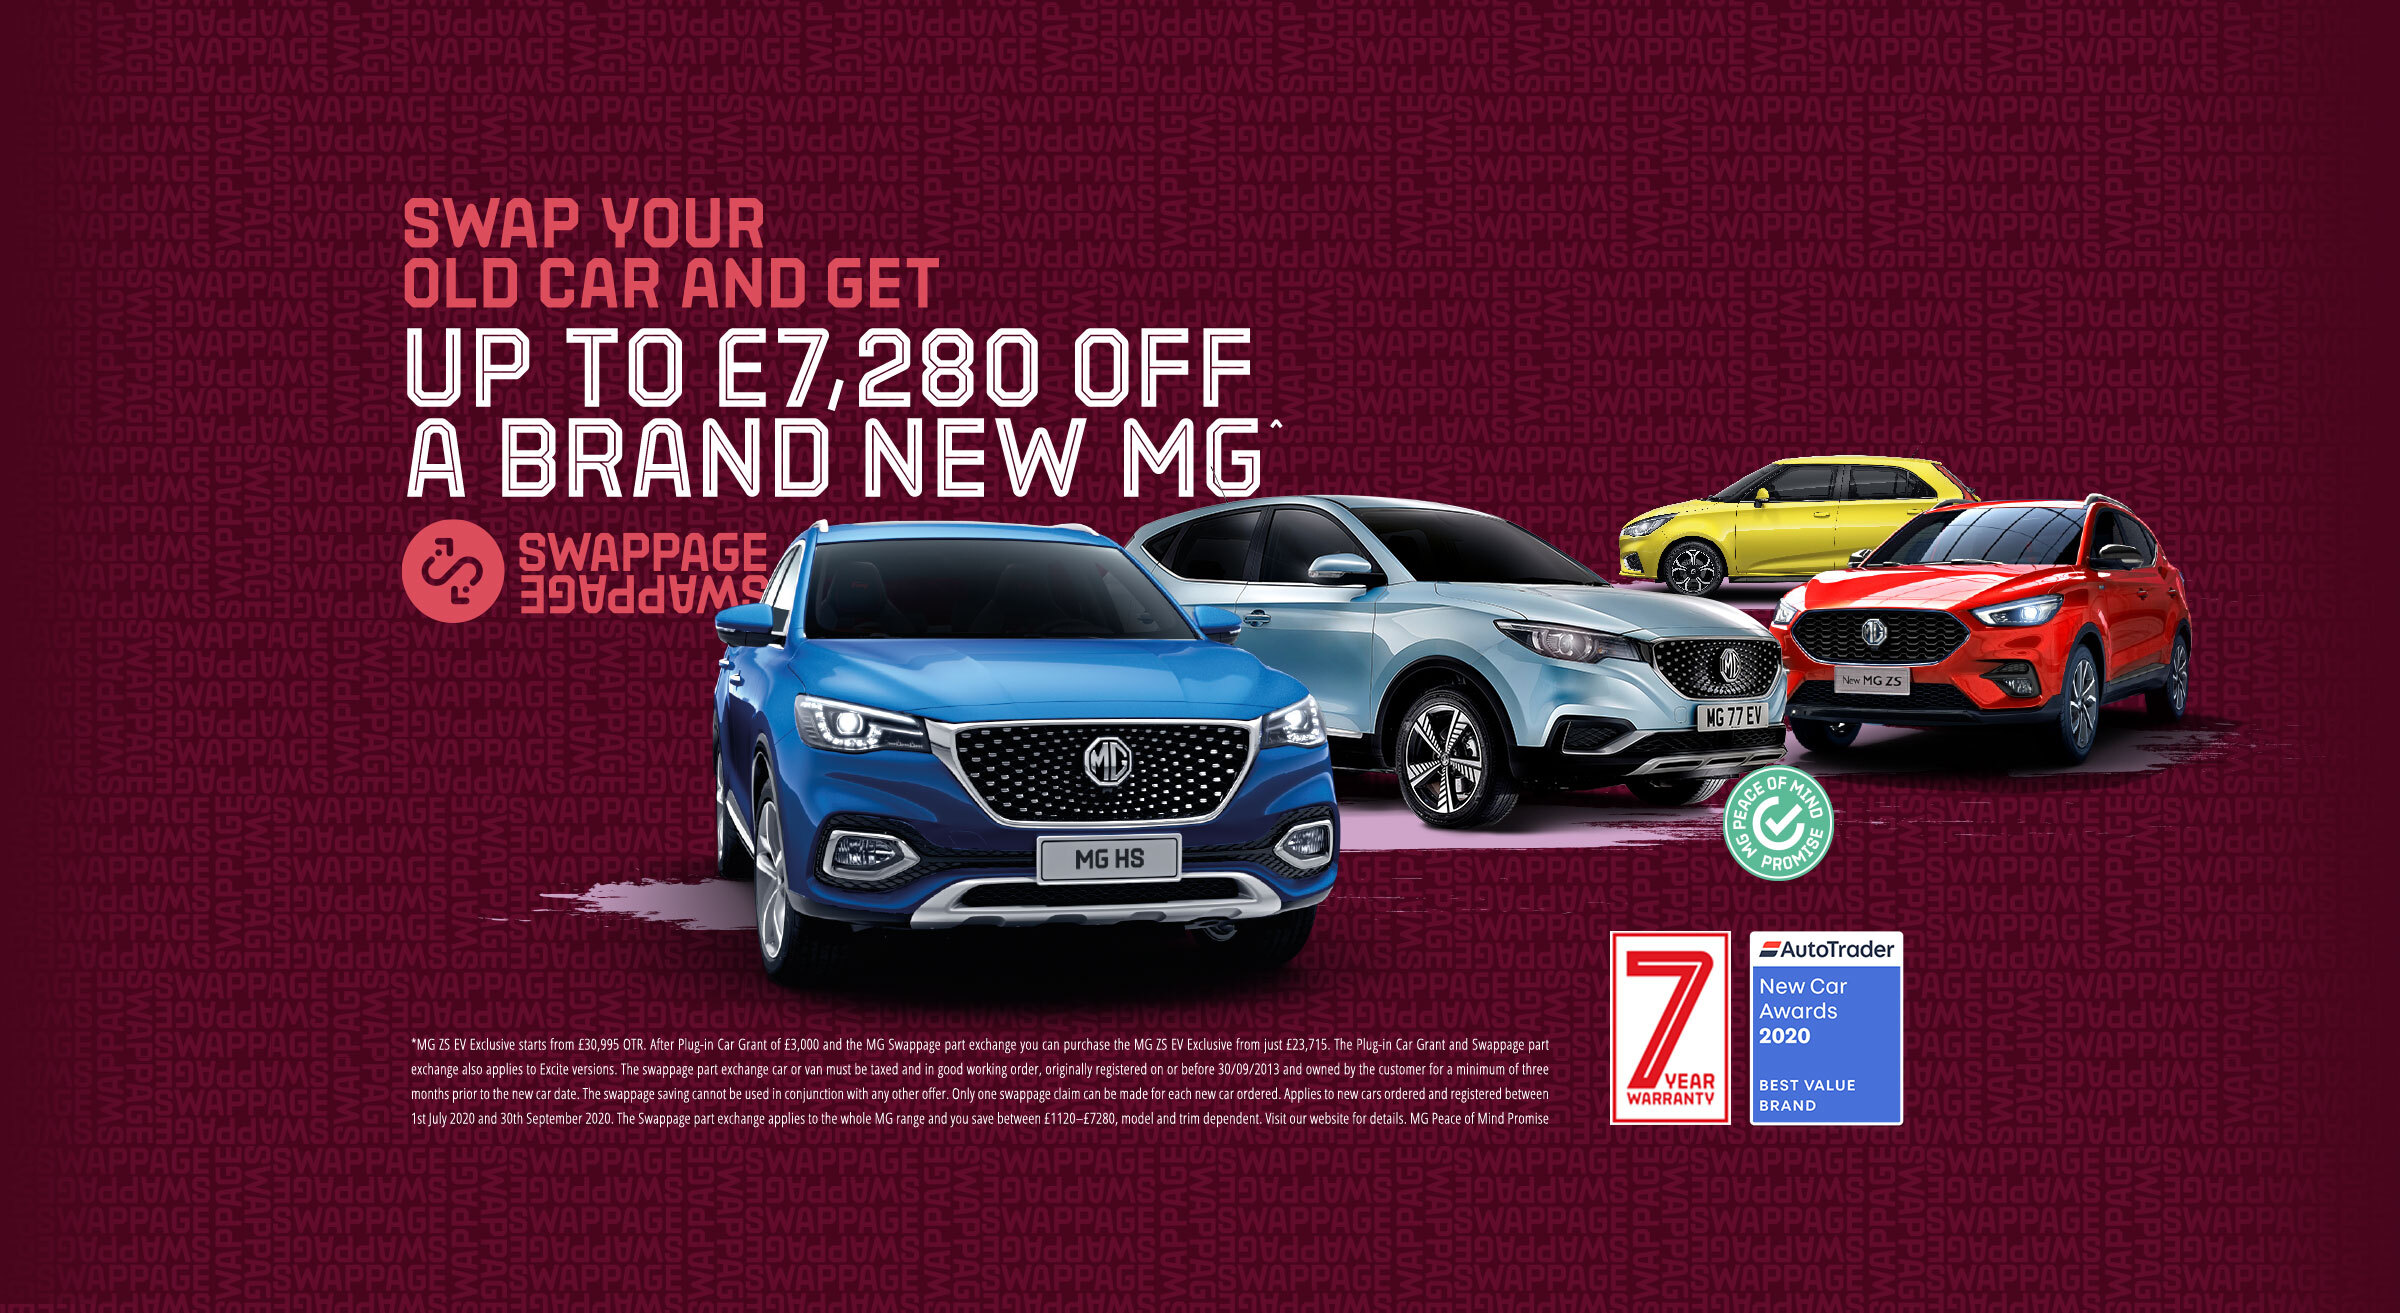 SWAP YOUR
OLD CAR AND GET
UP TO £7,280 OFF
A BRAND NEW MG^
SWAPPAGE
SWAPPAGE
MG
MG HS
MG
MG 77 EV
MG
New MG ZS
MG PEACE OF MIND PROMISE
7
YEAR
WARRANTY
AutoTrader
New Car
Awards
2020
BEST VALUE
BRAND
*MG ZS EV Exclusive starts from £30,995 OTR. After Plug-in Car Grant of £3,000 and the MG Swappage part exchange you can purchase the MG ZS EV Exclusive from just £23,715. The Plug-in Car Grant and Swappage part
exchange also applies to Excite versions. The swappage part exchange car or van must be taxed and in good working order, originally registered on or before 30/09/2013 and owned by the customer for a minimum of three
months prior to the new car date. The swappage saving cannot be used in conjunction with any other offer. Only one swappage claim can be made for each new car ordered. Applies to new cars ordered and registered between
1st July 2020 and 30th September 2020. The Swappage part exchange applies to the whole MG range and you save between £1120–£7280, model and trim dependent. Visit our website for details. MG Peace of Mind Promise